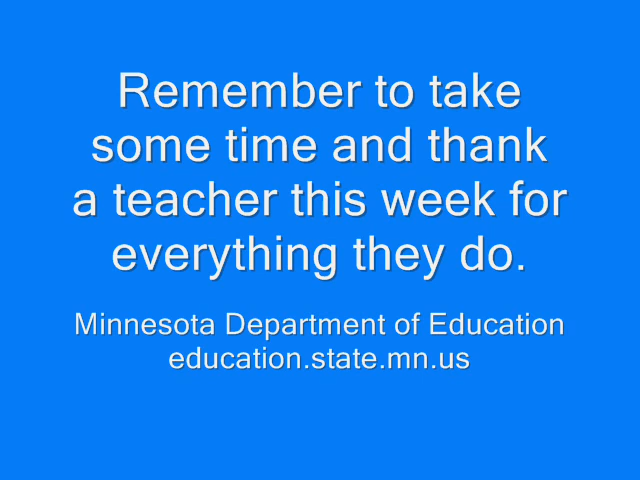 Remember to take
some time and thank
a teacher this week for
everything they do.
Minnesota Department of Education
education.state.mn.us